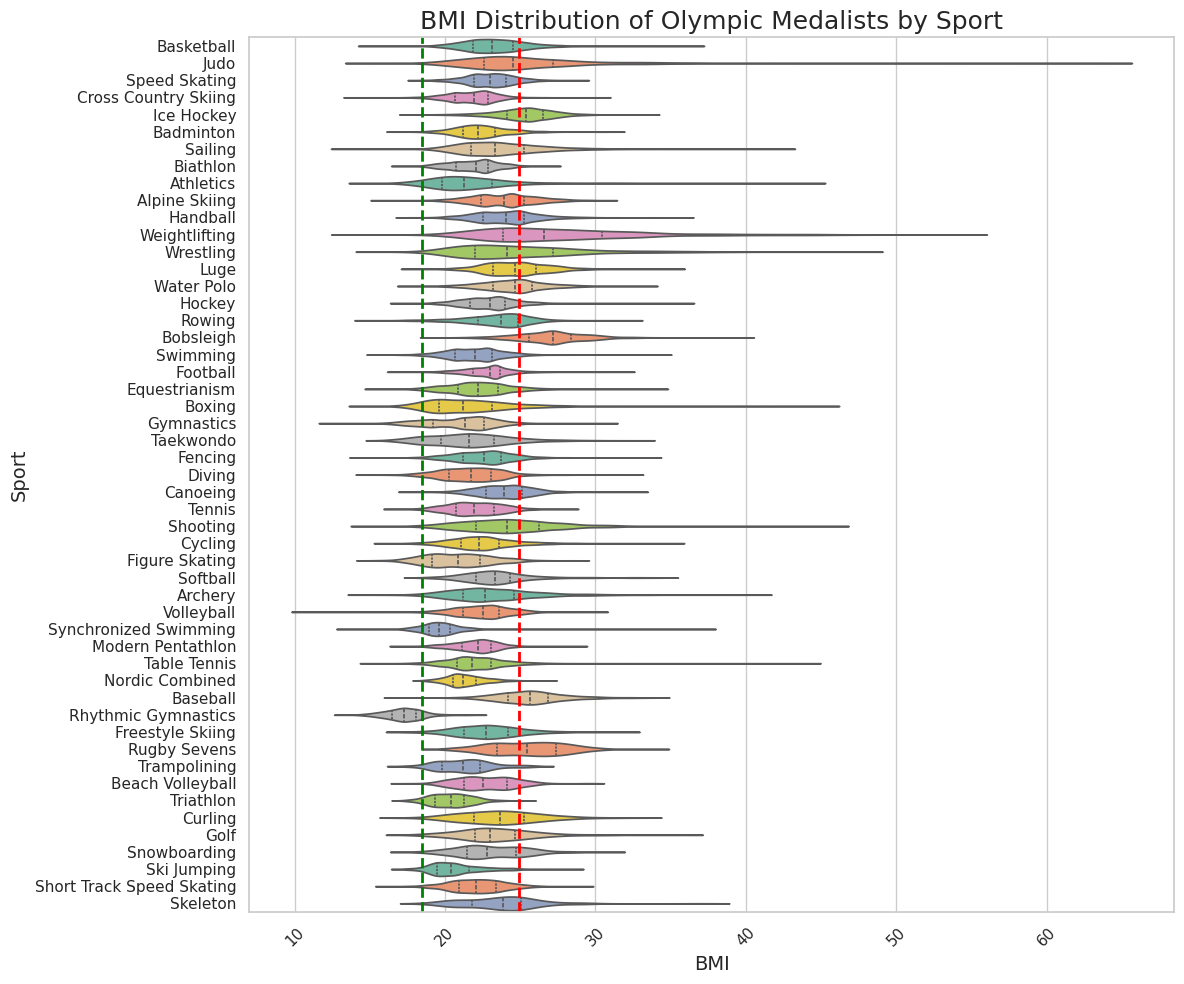 BMI Distribution of Olympic Medalists by Sport
Basketball
Judo
Speed Skating
Cross Country Skiing
Ice Hockey
Badminton
Sailing
Biathlon
Athletics
Alpine Skiing
Handball
Weightlifting
Wrestling
Luge
Water Polo
Hockey
Rowing
Bobsleigh
Swimming
Football
Equestrianism
Boxing
Gymnastics
Taekwondo
Fencing
Diving
Canoeing
Tennis
Shooting
Cycling
Figure Skating
Softball
Archery
Volleyball
Synchronized Swimming
Modern Pentathlon
Table Tennis
Nordic Combined
Baseball
Rhythmic Gymnastics
Freestyle Skiing
Rugby Sevens
Trampolining
Beach Volleyball
Triathlon
Curling
Golf
Snowboarding
Ski Jumping
Short Track Speed Skating
Skeleton
Sport
10 20 30 40 50 60
BMI